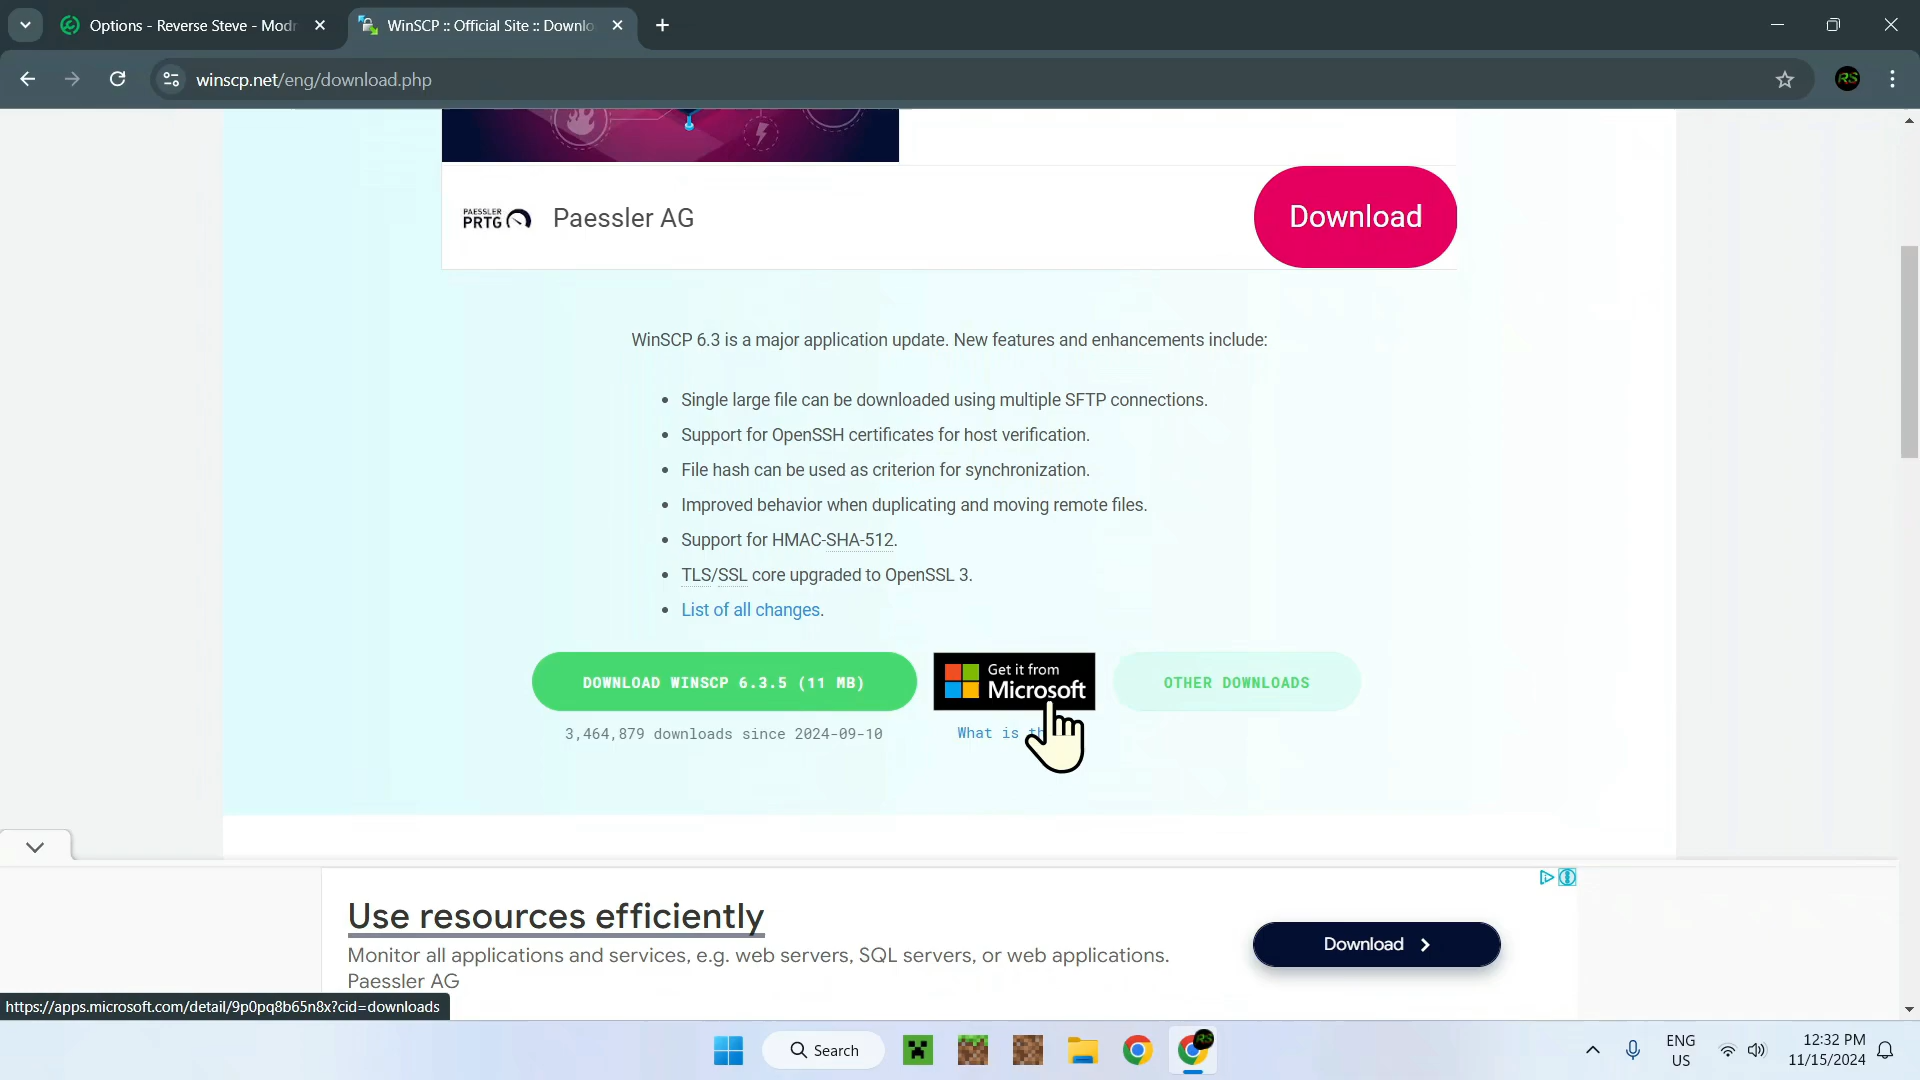 Options - Reverse Steve - Modr
WinSCP :: Official Site :: Downlo
winscp.net/eng/download.php
RS
PAESSLER
PRTG
Paessler AG
Download
WinSCP 6.3 is a major application update. New features and enhancements include:
Single large file can be downloaded using multiple SFTP connections.
Support for OpenSSH certificates for host verification.
File hash can be used as criterion for synchronization.
Improved behavior when duplicating and moving remote files.
Support for HMAC-SHA-512.
TLS/SSL core upgraded to OpenSSL 3.
List of all changes.
DOWNLOAD WINSCP 6.3.5 (11 MB)
Get it from
Microsoft
OTHER DOWNLOADS
3,464,879 downloads since 2024-09-10
What is
Use resources efficiently
Monitor all applications and services, e.g. web servers, SQL servers, or web applications.
Paessler AG
Download
https://apps.microsoft.com/detail/9p0pq8b65n8x?cid=downloads
Search
RS
ENG
US
12:32 PM
11/15/2024